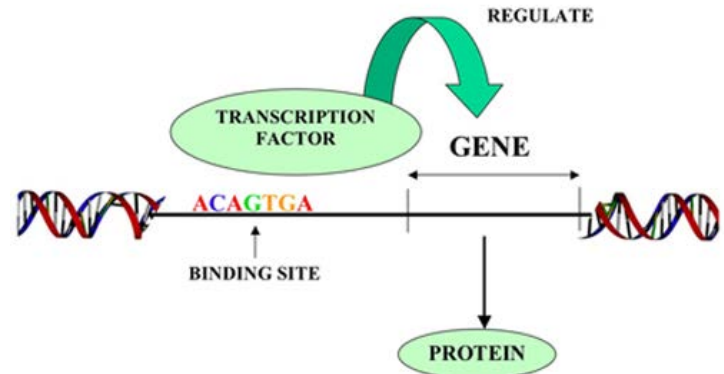 REGULATE
TRANSCRIPTION
FACTOR
GENE
ACAGTGA
BINDING SITE
PROTEIN